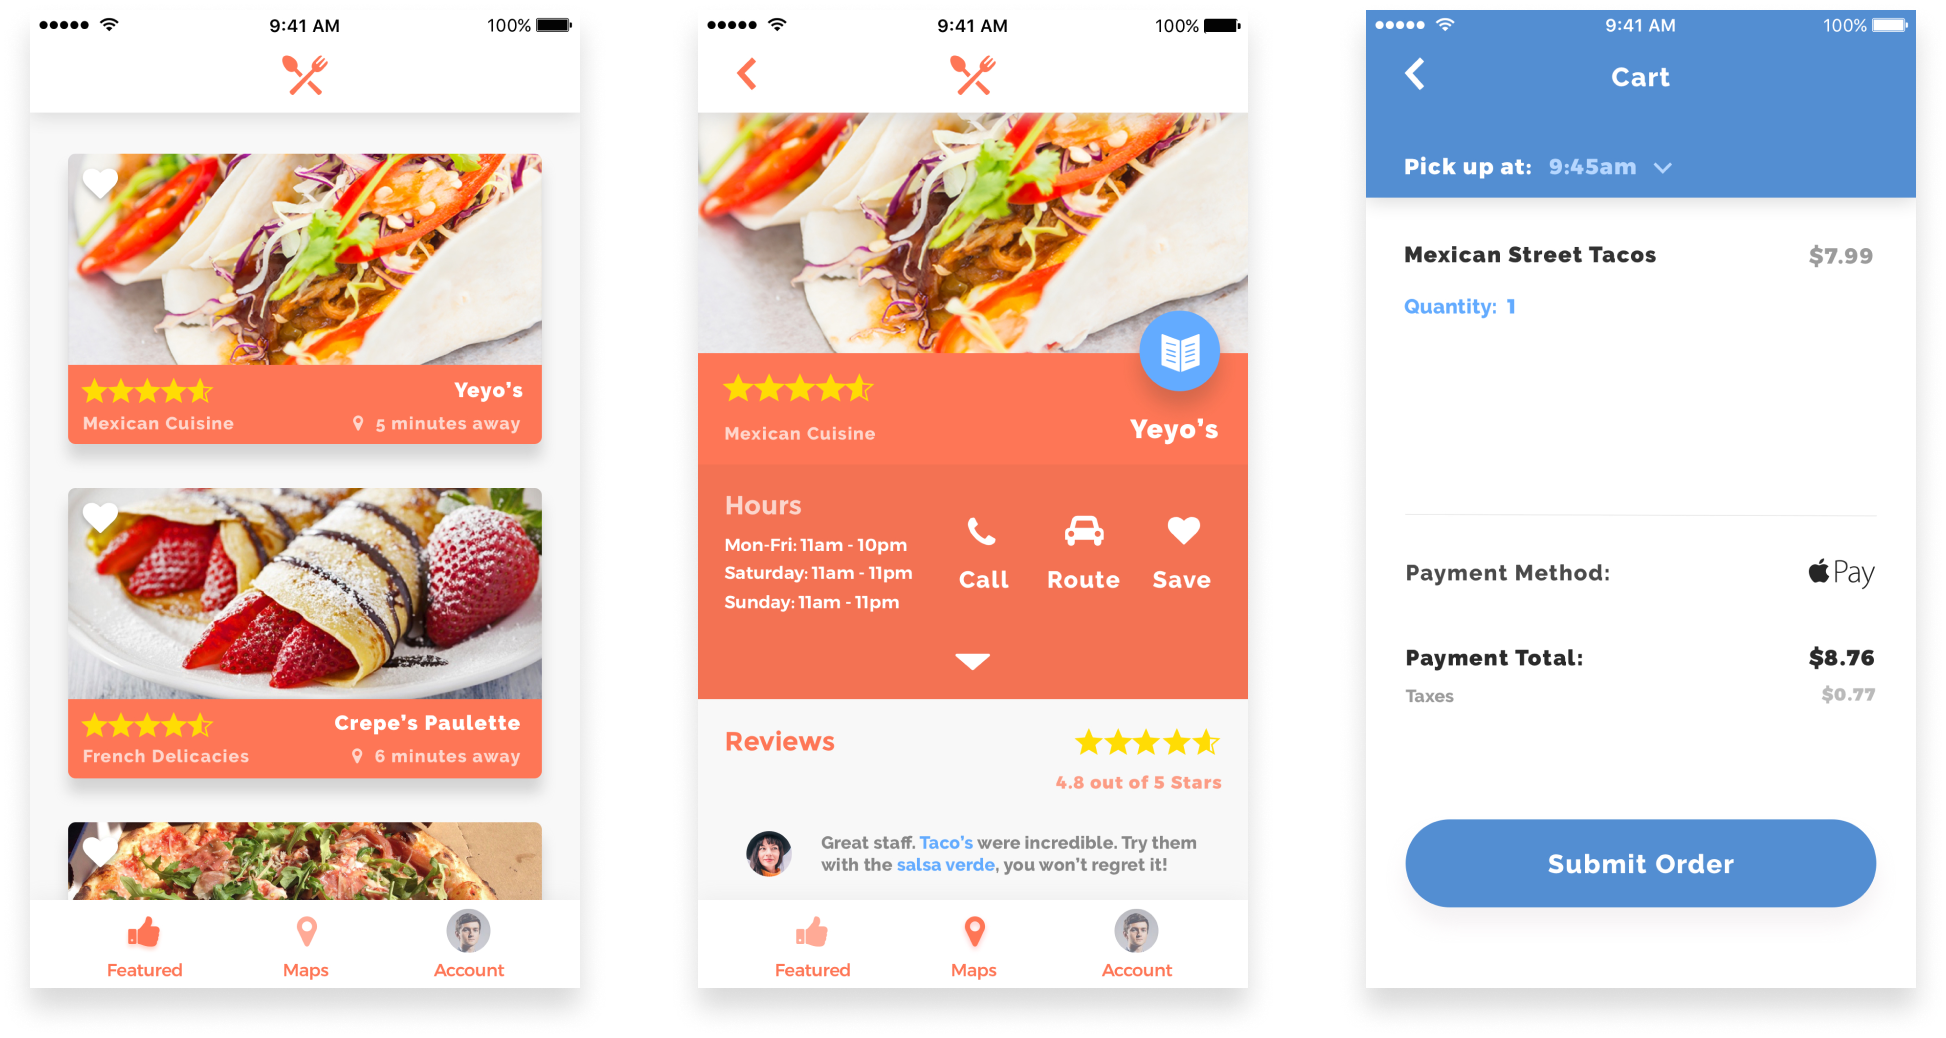 9:41 AM
100%
Yeyo's
Mexican Cuisine
5 minutes away
Crepe's Paulette
French Delicacies
6 minutes away
Featured
Maps
Account
9:41 AM
100%
Mexican Cuisine
Yeyo's
Hours
Mon-Fri: 11am - 10pm
Saturday: 11am - 11pm
Sunday: 11am - 11pm
Call
Route
Save
Reviews
4.8 out of 5 Stars
Great staff. Taco's were incredible. Try them
with the salsa verde, you won't regret it!
Featured
Maps
Account
9:41 AM
100%
Cart
Pick up at: 9:45am
Mexican Street Tacos $7.99
Quantity: 1
Payment Method: Pay
Payment Total: $8.76
Taxes $0.77
Submit Order